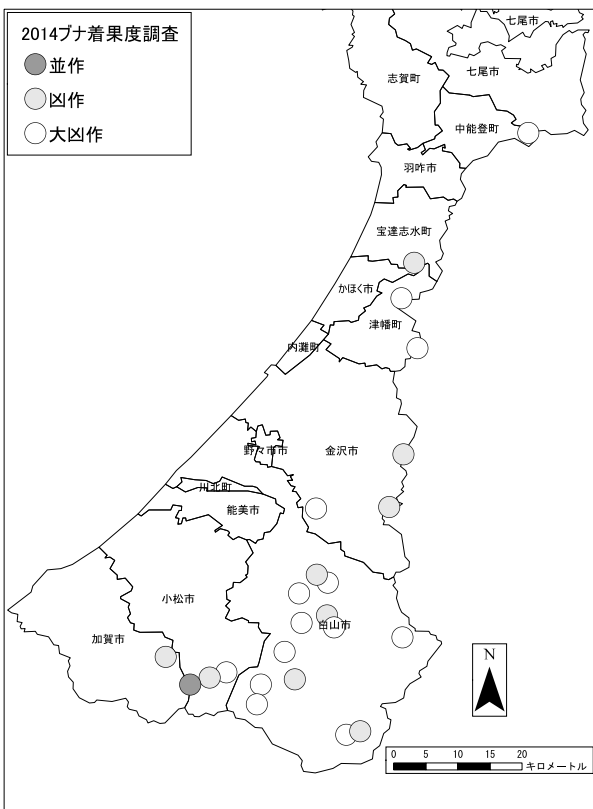 2014ブナ着果度調査
並作
凶作
大凶作
七尾市
七尾市
志賀町
中能登町
羽咋市
宝達志水町
かほく市
津幡町
内灘町
野々市市
金沢市
川北町
能美市
小松市
白山市
加賀市
N
0 5 10 15 20
キロメートル